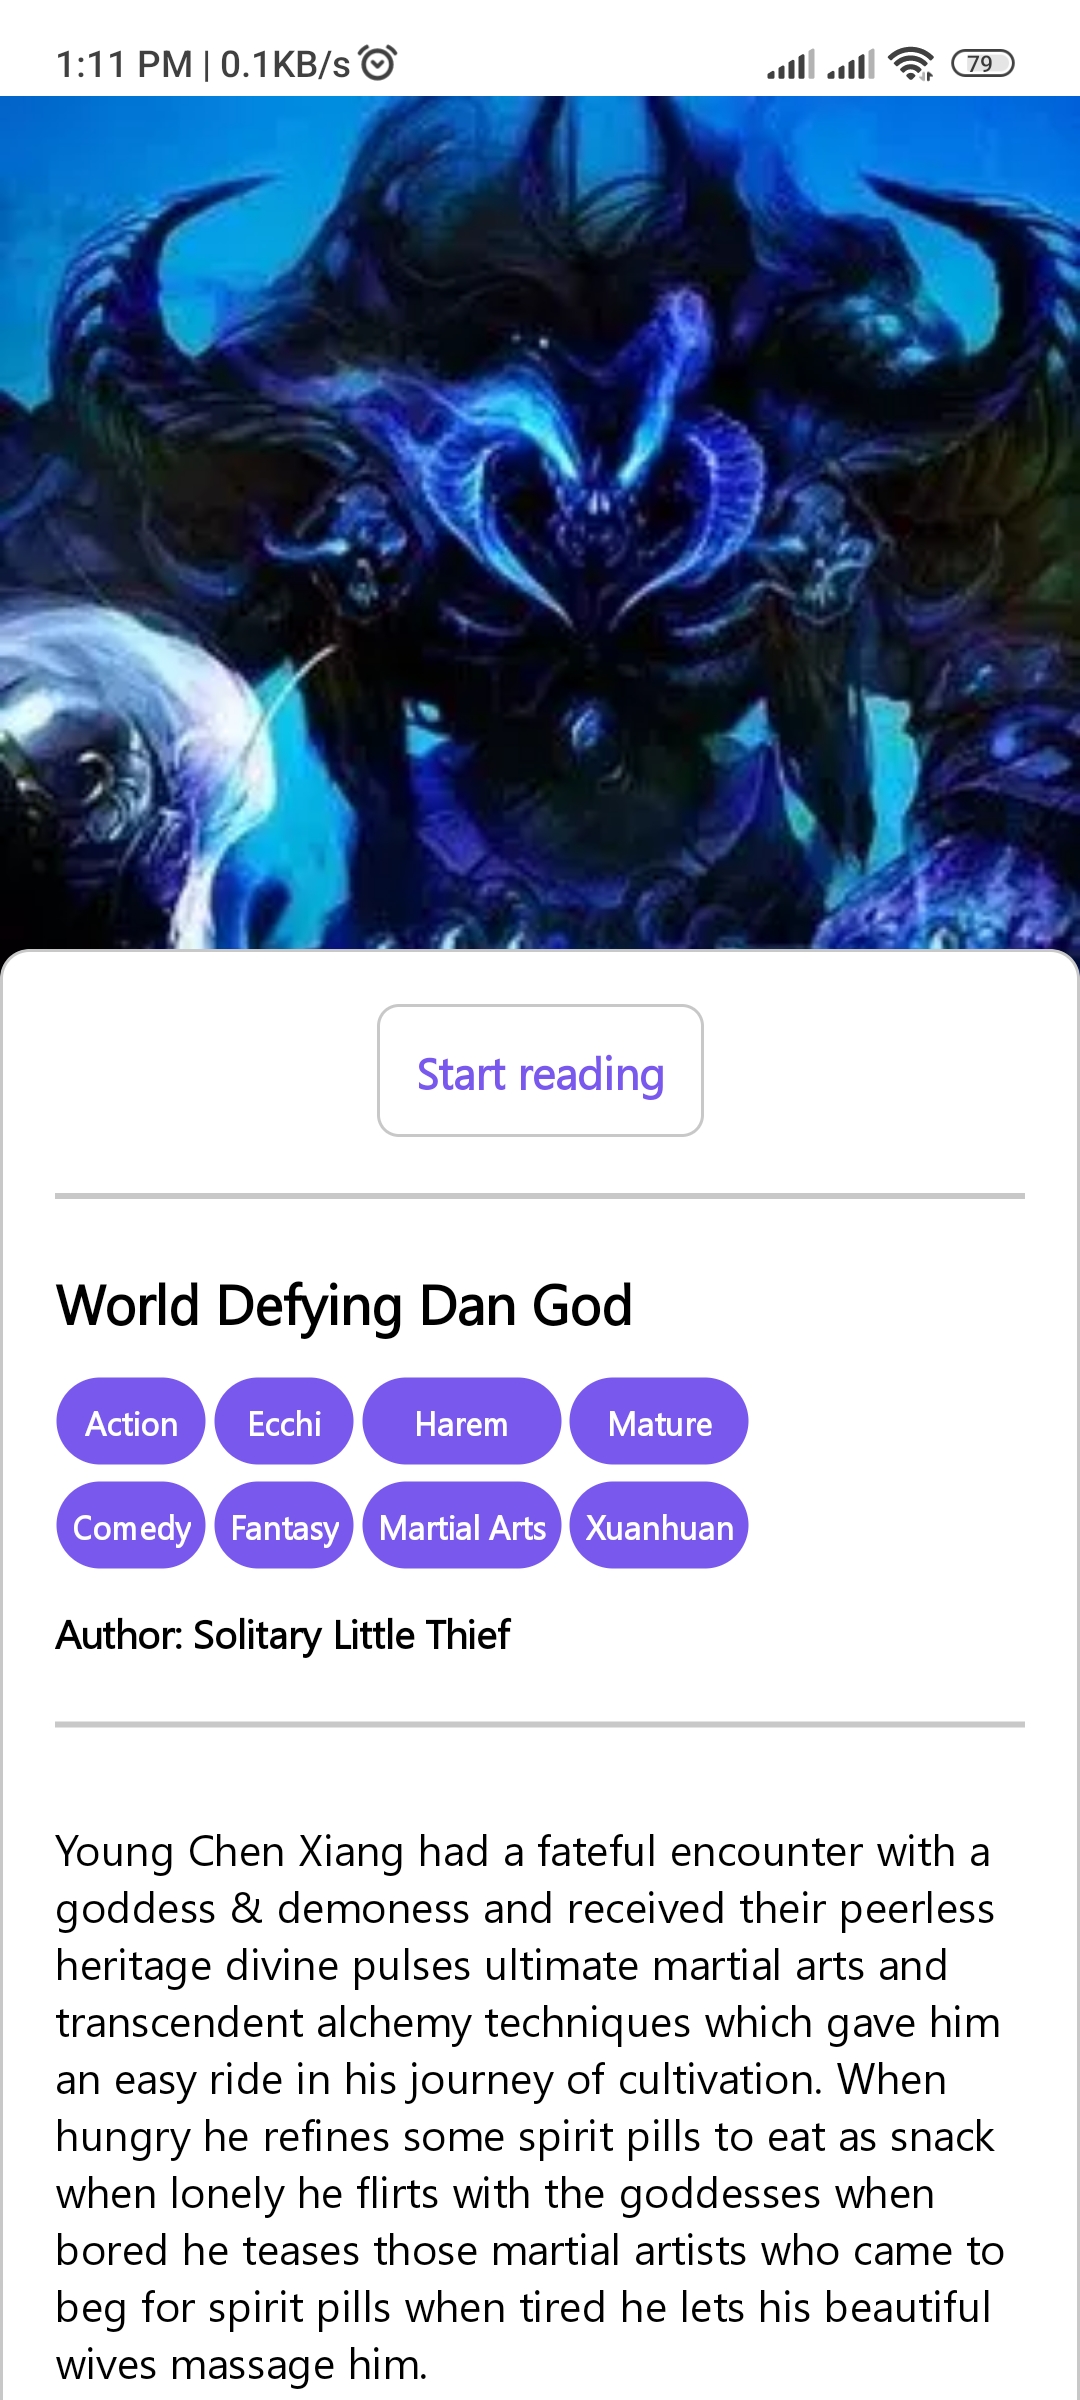 1:11 PM | 0.1KB/s
79
Start reading
World Defying Dan God
Action Ecchi Harem Mature
Comedy Fantasy Martial Arts Xuanhuan
Author: Solitary Little Thief
Young Chen Xiang had a fateful encounter with a
goddess & demoness and received their peerless
heritage divine pulses ultimate martial arts and
transcendent alchemy techniques which gave him
an easy ride in his journey of cultivation. When
hungry he refines some spirit pills to eat as snack
when lonely he flirts with the goddesses when
bored he teases those martial artists who came to
beg for spirit pills when tired he lets his beautiful
wives massage him.